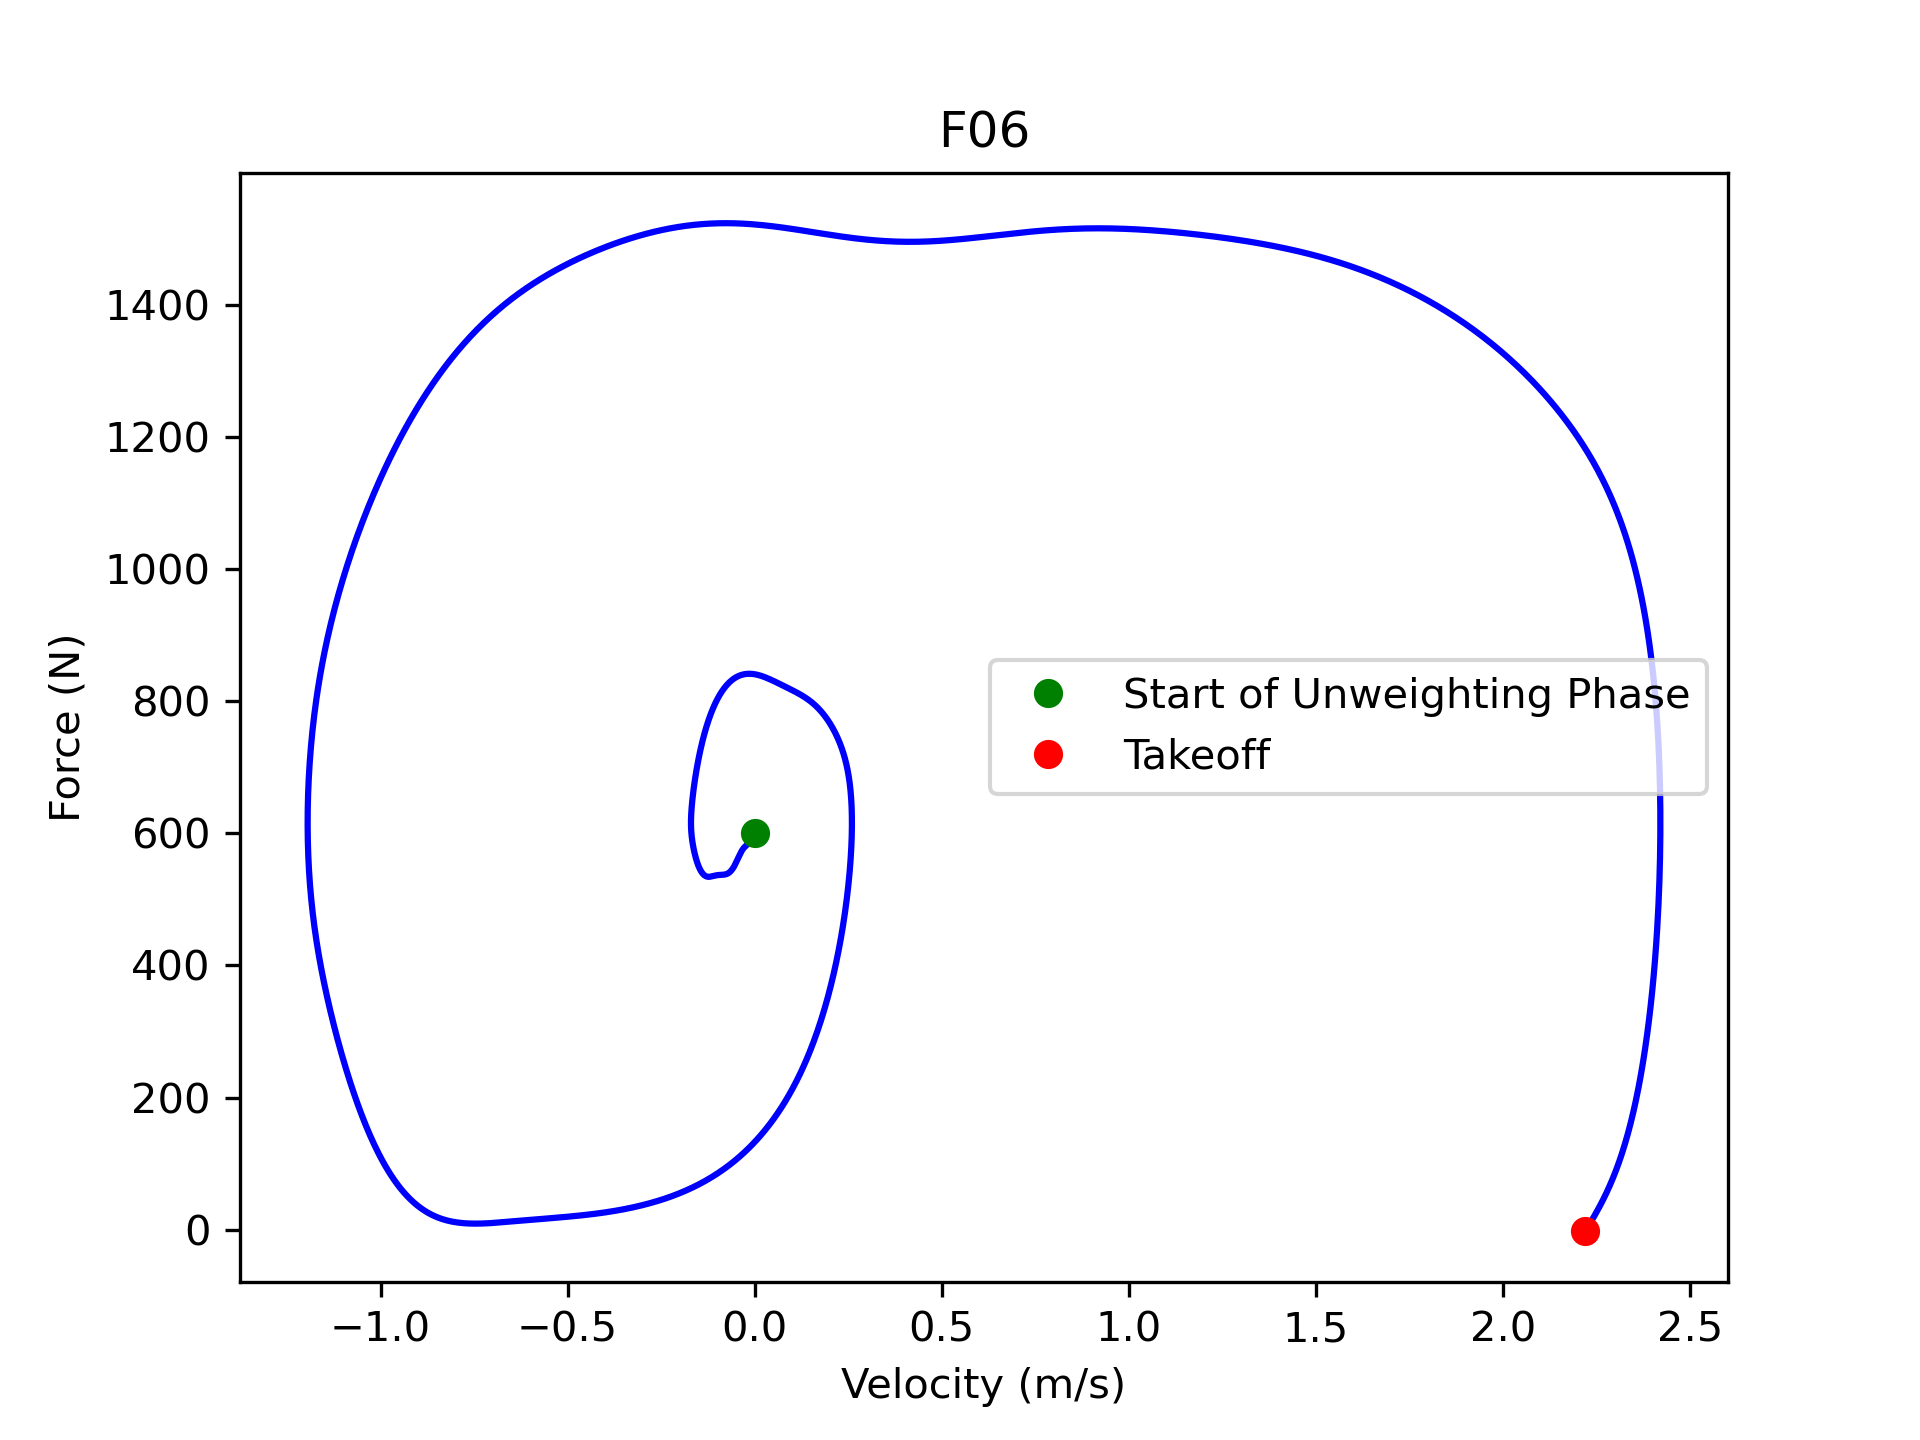 F06
1400
1200
1000
800
600
400
200
0
Force (N)
Start of Unweighting Phase
Takeoff
−1.0 −0.5 0.0 0.5 1.0 1.5 2.0 2.5
Velocity (m/s)